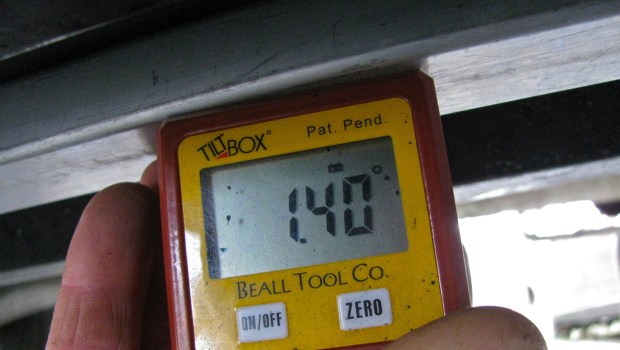 TILTBOX®
Pat. Pend.
1.40°
BEALL TOOL CO.
ON/OFF
ZERO